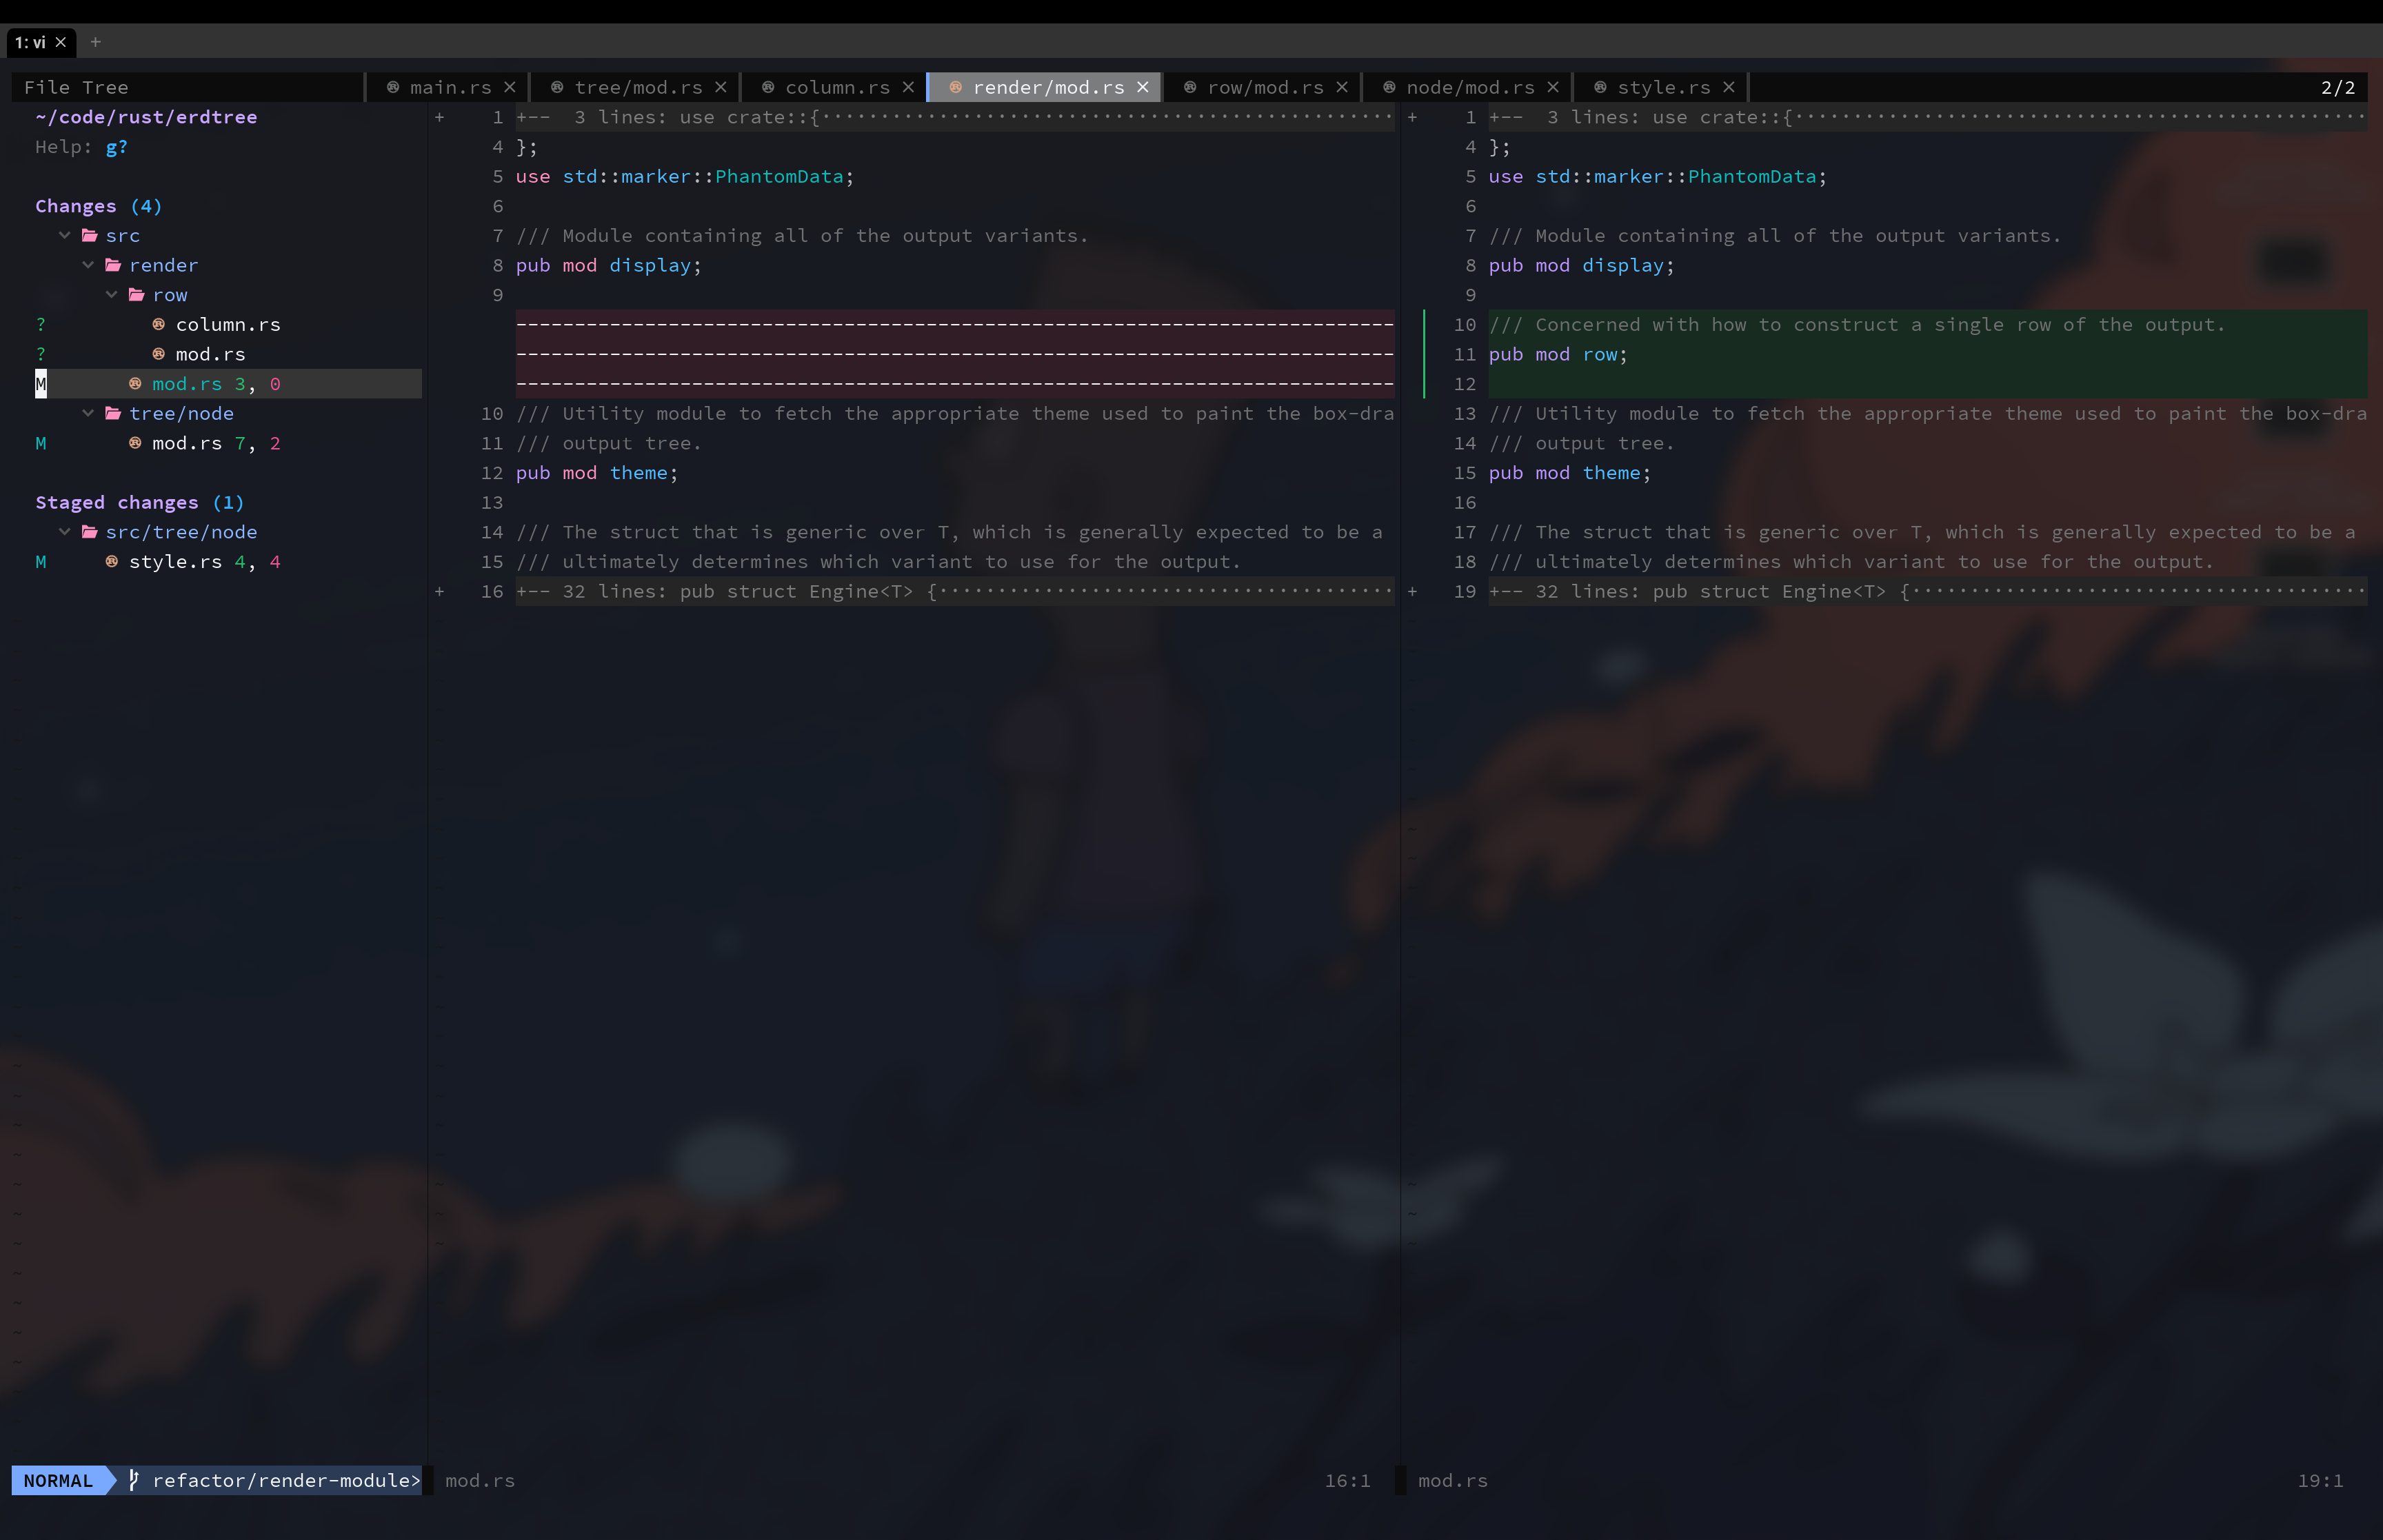 1: vi × +
File Tree main.rs × tree/mod.rs × column.rs × render/mod.rs × row/mod.rs × node/mod.rs × style.rs × 2/2
~/code/rust/erdtree
Help: g?
Changes (4)
src
render
row
? column.rs
? mod.rs
M mod.rs 3, 0
tree/node
M mod.rs 7, 2
Staged changes (1)
src/tree/node
M style.rs 4, 4
+ 1 +--  3 lines: use crate::{·················································
4 };
5 use std::marker::PhantomData;
6
7 /// Module containing all of the output variants.
8 pub mod display;
9
---------------------------------------------------------------------------
---------------------------------------------------------------------------
---------------------------------------------------------------------------
10 /// Utility module to fetch the appropriate theme used to paint the box-dra
11 /// output tree.
12 pub mod theme;
13
14 /// The struct that is generic over T, which is generally expected to be a
15 /// ultimately determines which variant to use for the output.
+ 16 +-- 32 lines: pub struct Engine<T> {·······································
+ 1 +--  3 lines: use crate::{·················································
4 };
5 use std::marker::PhantomData;
6
7 /// Module containing all of the output variants.
8 pub mod display;
9
10 /// Concerned with how to construct a single row of the output.
11 pub mod row;
12
13 /// Utility module to fetch the appropriate theme used to paint the box-dra
14 /// output tree.
15 pub mod theme;
16
17 /// The struct that is generic over T, which is generally expected to be a
18 /// ultimately determines which variant to use for the output.
+ 19 +-- 32 lines: pub struct Engine<T> {·······································
NORMAL refactor/render-module> mod.rs 16:1 mod.rs 19:1